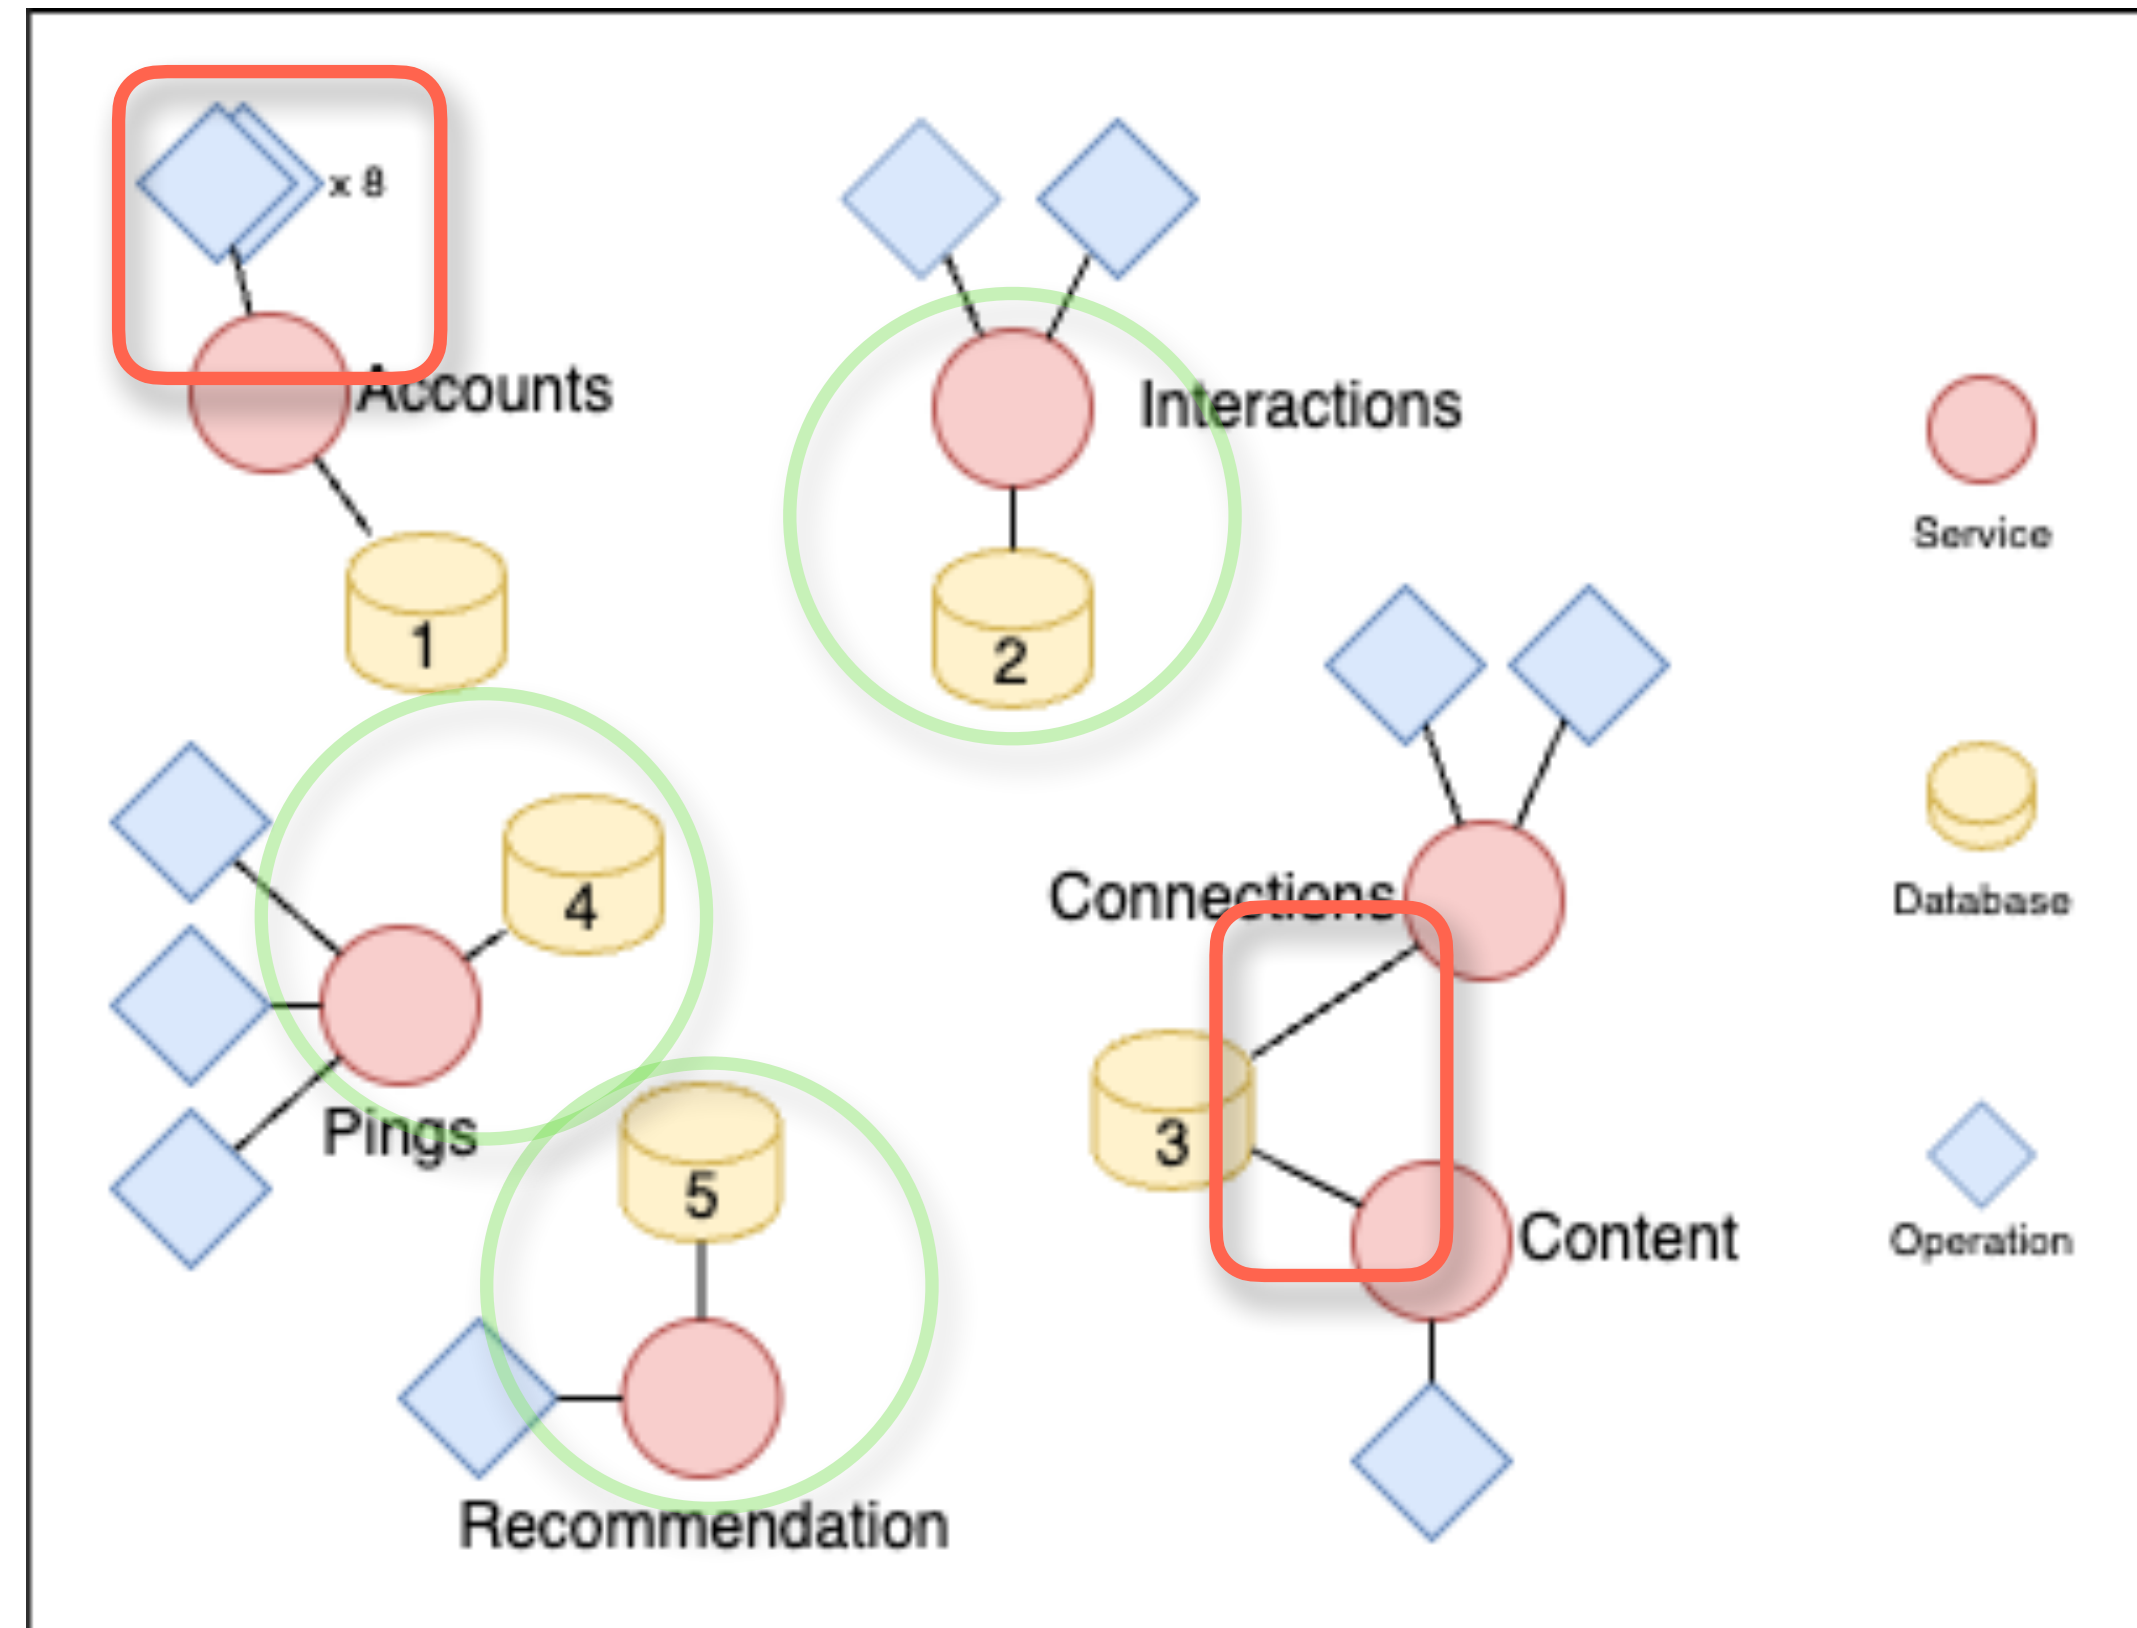 x 8
Accounts
Interactions
Service
1
2
4
Connections
Database
Pings
3
5
Content
Operation
Recommendation